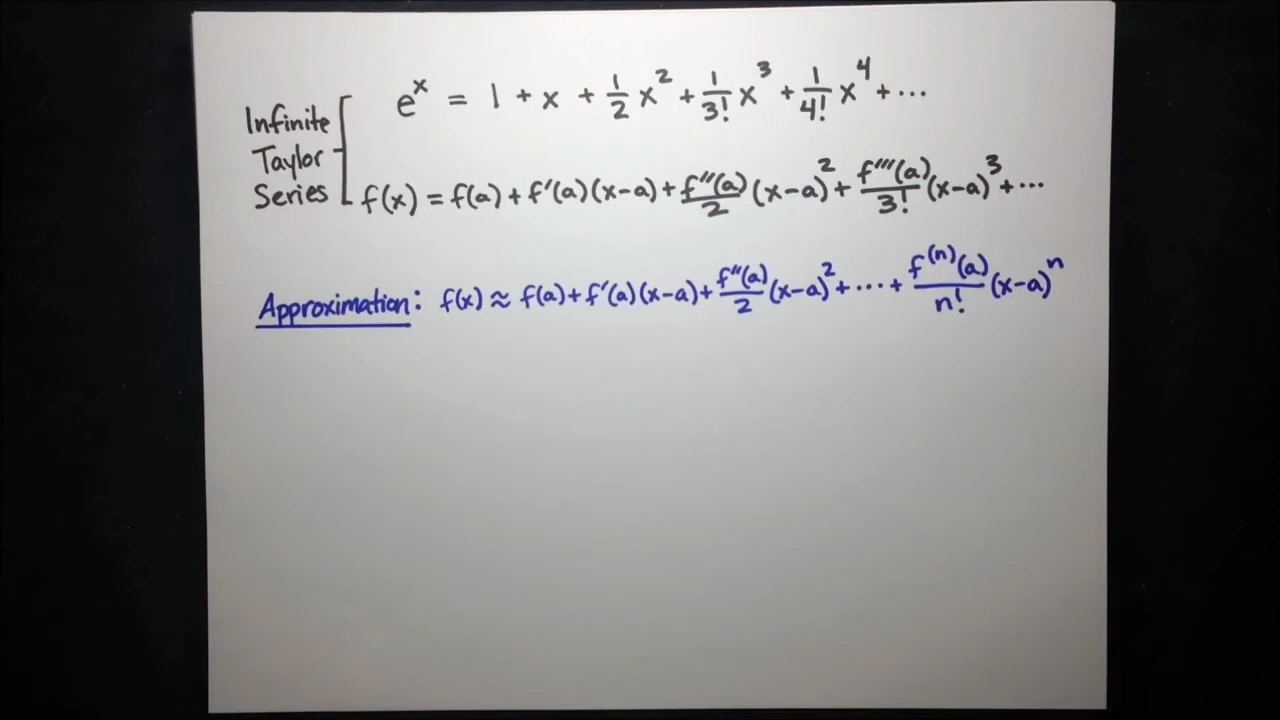 Infinite Taylor Series
e^x = 1 + x + 1/2 x^2 + 1/3! x^3 + 1/4! x^4 + ...
f(x) = f(a) + f'(a)(x-a) + f''(a)/2 (x-a)^2 + f'''(a)/3! (x-a)^3 + ...
Approximation: f(x) ≈ f(a) + f'(a)(x-a) + f''(a)/2 (x-a)^2 + ... + f^(n)(a)/n! (x-a)^n